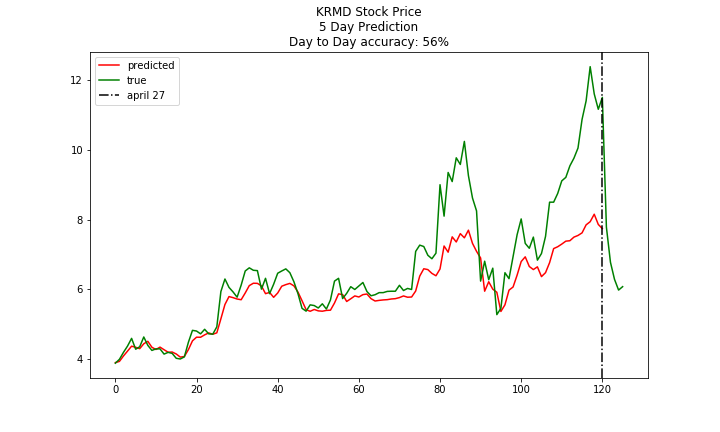 KRMD Stock Price
5 Day Prediction
Day to Day accuracy: 56%
predicted
true
april 27
12
10
8
6
4
0
20
40
60
80
100
120